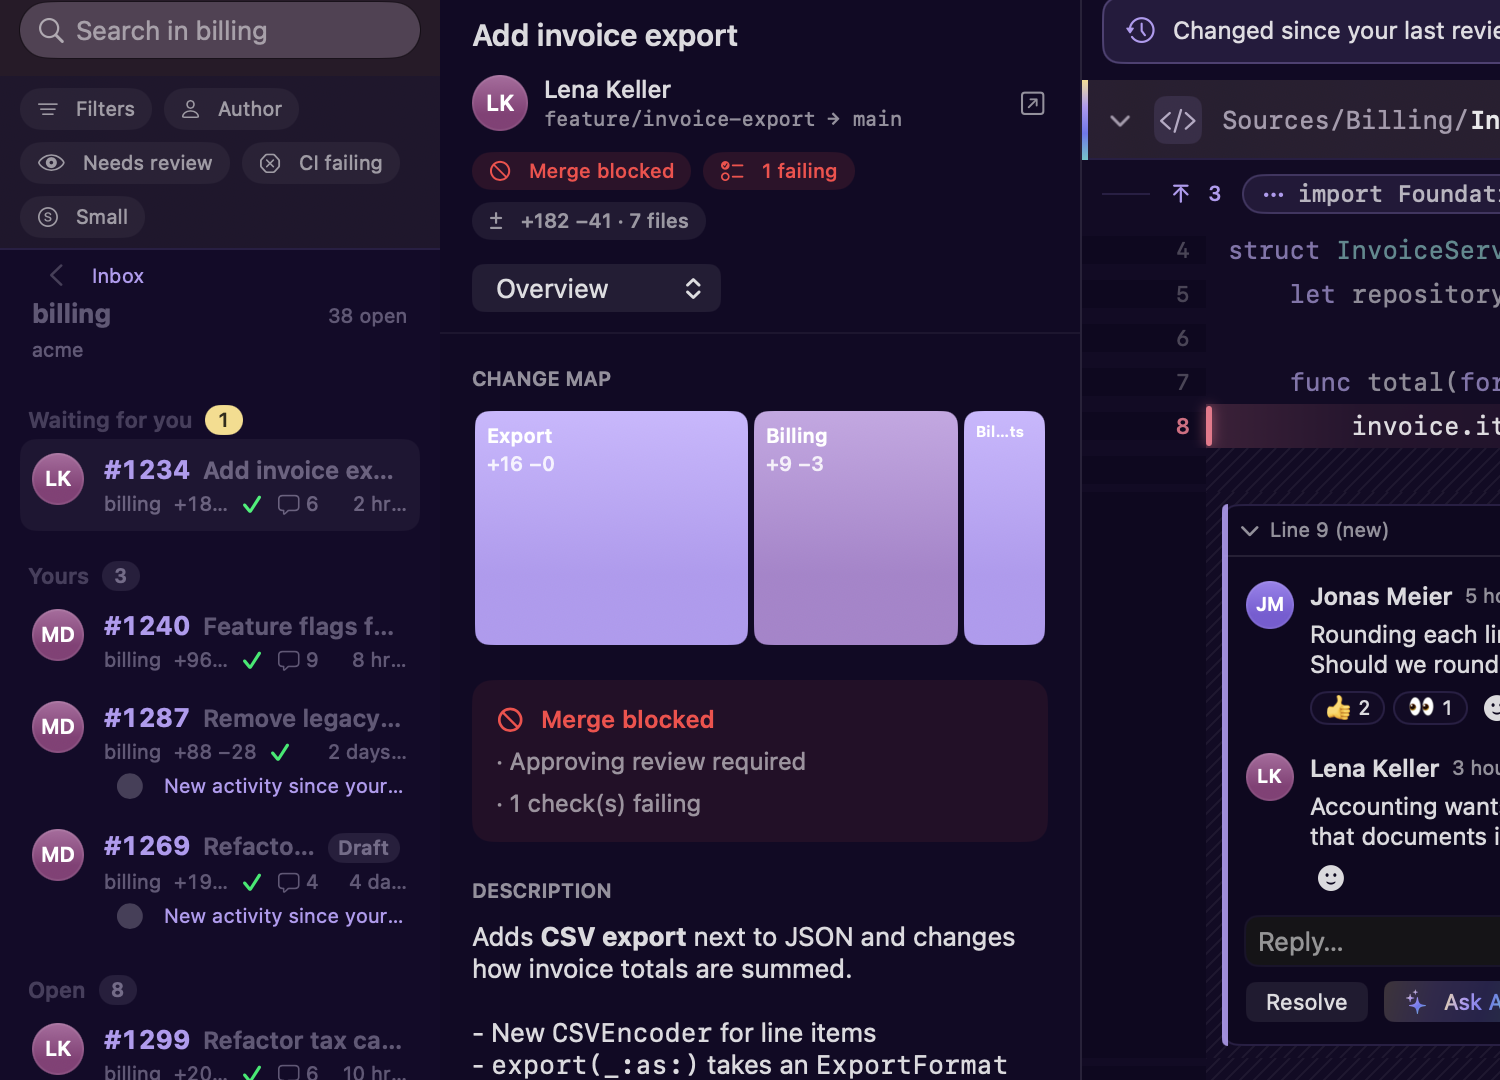 Search in billing
Filters
Author
Needs review
CI failing
Small
Inbox
billing
38 open
acme
Waiting for you 1
LK
#1234 Add invoice ex...
billing +18... 6 2 hr...
Yours 3
MD
#1240 Feature flags f...
billing +96... 9 8 hr...
MD
#1287 Remove legacy...
billing +88 −28 2 days...
New activity since your...
MD
#1269 Refacto... Draft
billing +19... 4 4 da...
New activity since your...
Open 8
LK
#1299 Refactor tax ca...
billing +20... 6 10 hr...
Add invoice export
LK
Lena Keller
feature/invoice-export → main
Merge blocked
1 failing
+182 −41 · 7 files
Overview
CHANGE MAP
Export
+16 −0
Billing
+9 −3
Bil...ts
Merge blocked
· Approving review required
· 1 check(s) failing
DESCRIPTION
Adds CSV export next to JSON and changes
how invoice totals are summed.
- New CSVEncoder for line items
- export(_:as:) takes an ExportFormat
Changed since your last revie
</> Sources/Billing/In
3 ... import Foundati
4 struct InvoiceServ
5 let repository
6
7 func total(for
8 invoice.it
Line 9 (new)
JM
Jonas Meier 5 ho
Rounding each li
Should we round
👍 2 👀 1
LK
Lena Keller 3 hou
Accounting want
that documents i
Reply...
Resolve
Ask A